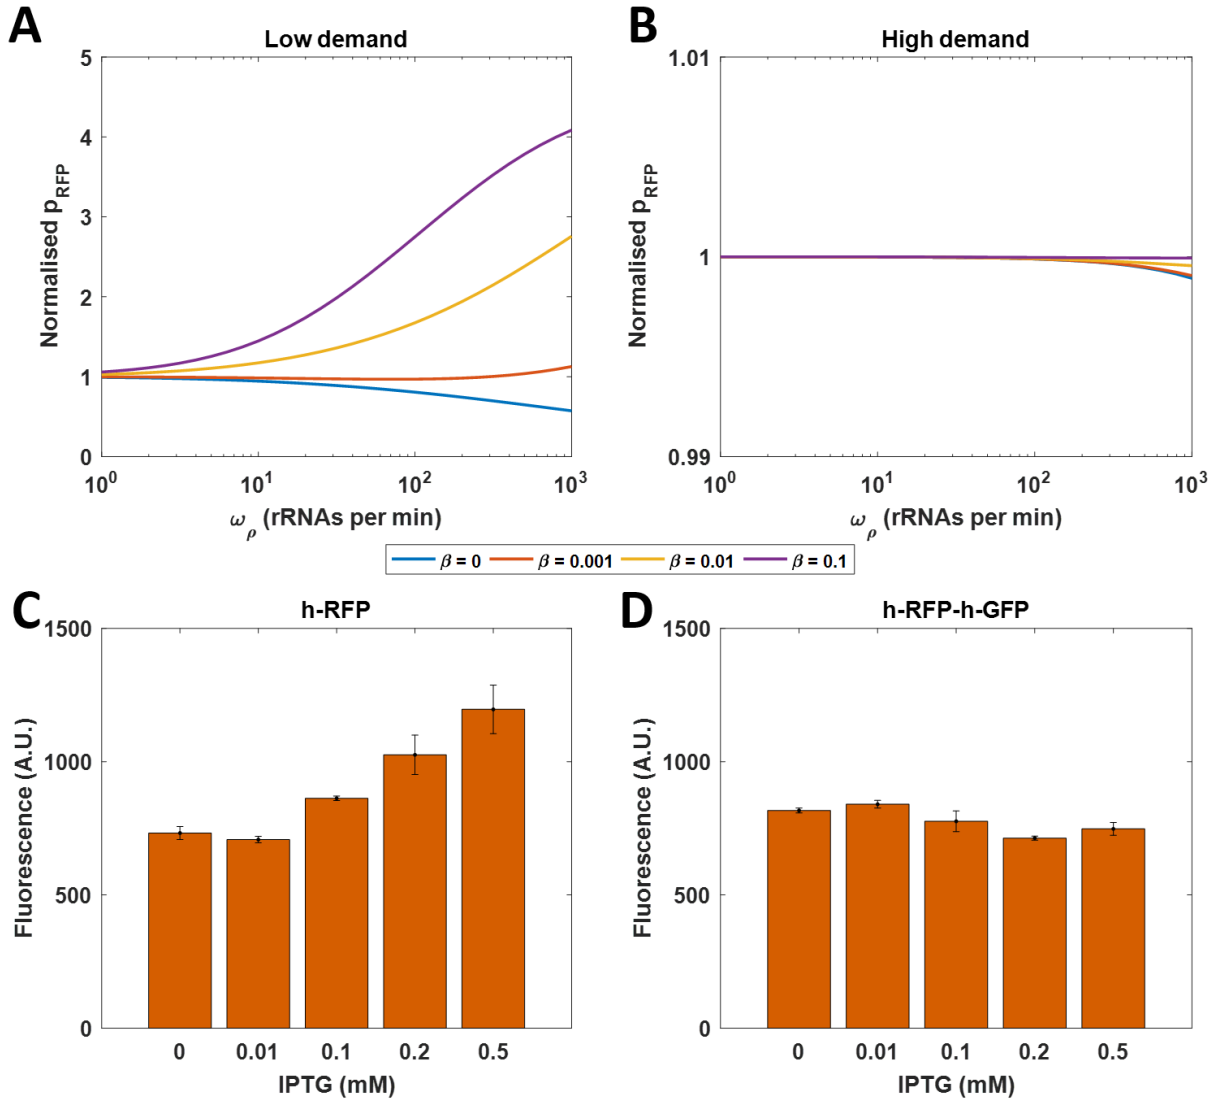 A
Low demand
5
4
3
2
1
0
Normalised p_RFP
10^0 10^1 10^2 10^3
ω_ρ (rRNAs per min)
B
High demand
1.01
1
0.99
Normalised p_RFP
10^0 10^1 10^2 10^3
ω_ρ (rRNAs per min)
β = 0 β = 0.001 β = 0.01 β = 0.1
C
h-RFP
1500
1000
500
0
Fluorescence (A.U.)
0 0.01 0.1 0.2 0.5
IPTG (mM)
D
h-RFP-h-GFP
1500
1000
500
0
Fluorescence (A.U.)
0 0.01 0.1 0.2 0.5
IPTG (mM)